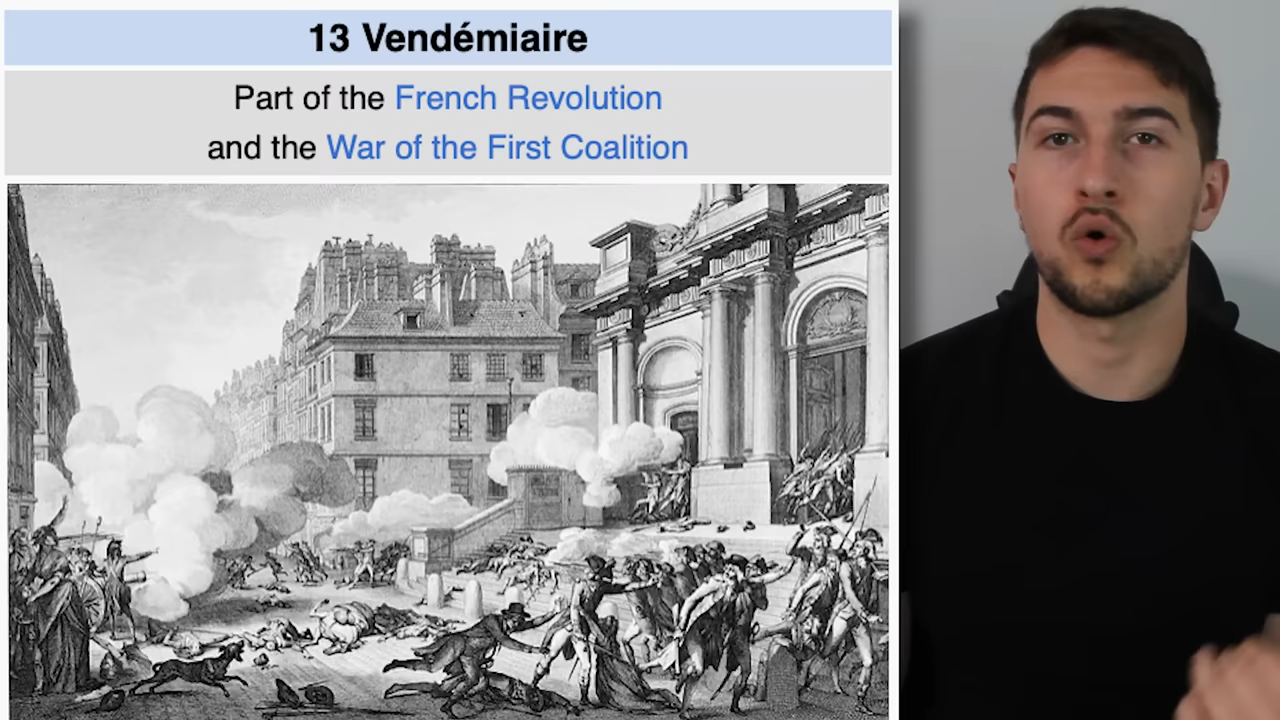 13 Vendémiaire
Part of the French Revolution
and the War of the First Coalition